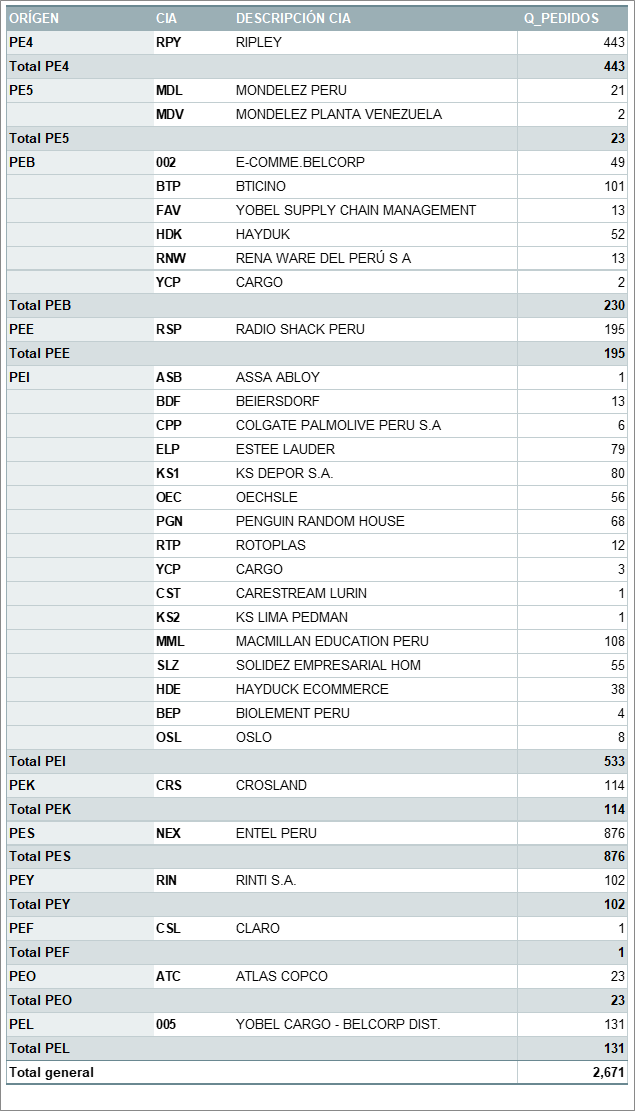 ORÍGEN CIA DESCRIPCIÓN CIA Q_PEDIDOS
PE4 RPY RIPLEY 443
Total PE4 443
PE5 MDL MONDELEZ PERU 21
MDV MONDELEZ PLANTA VENEZUELA 2
Total PE5 23
PEB 002 E-COMME.BELCORP 49
BTP BTICINO 101
FAV YOBEL SUPPLY CHAIN MANAGEMENT 13
HDK HAYDUK 52
RNW RENA WARE DEL PERÚ S A 13
YCP CARGO 2
Total PEB 230
PEE RSP RADIO SHACK PERU 195
Total PEE 195
PEI ASB ASSA ABLOY 1
BDF BEIERSDORF 13
CPP COLGATE PALMOLIVE PERU S.A 6
ELP ESTEE LAUDER 79
KS1 KS DEPOR S.A. 80
OEC OECHSLE 56
PGN PENGUIN RANDOM HOUSE 68
RTP ROTOPLAS 12
YCP CARGO 3
CST CARESTREAM LURIN 1
KS2 KS LIMA PEDMAN 1
MML MACMILLAN EDUCATION PERU 108
SLZ SOLIDEZ EMPRESARIAL HOM 55
HDE HAYDUCK ECOMMERCE 38
BEP BIOLEMENT PERU 4
OSL OSLO 8
Total PEI 533
PEK CRS CROSLAND 114
Total PEK 114
PES NEX ENTEL PERU 876
Total PES 876
PEY RIN RINTI S.A. 102
Total PEY 102
PEF CSL CLARO 1
Total PEF 1
PEO ATC ATLAS COPCO 23
Total PEO 23
PEL 005 YOBEL CARGO - BELCORP DIST. 131
Total PEL 131
Total general 2,671